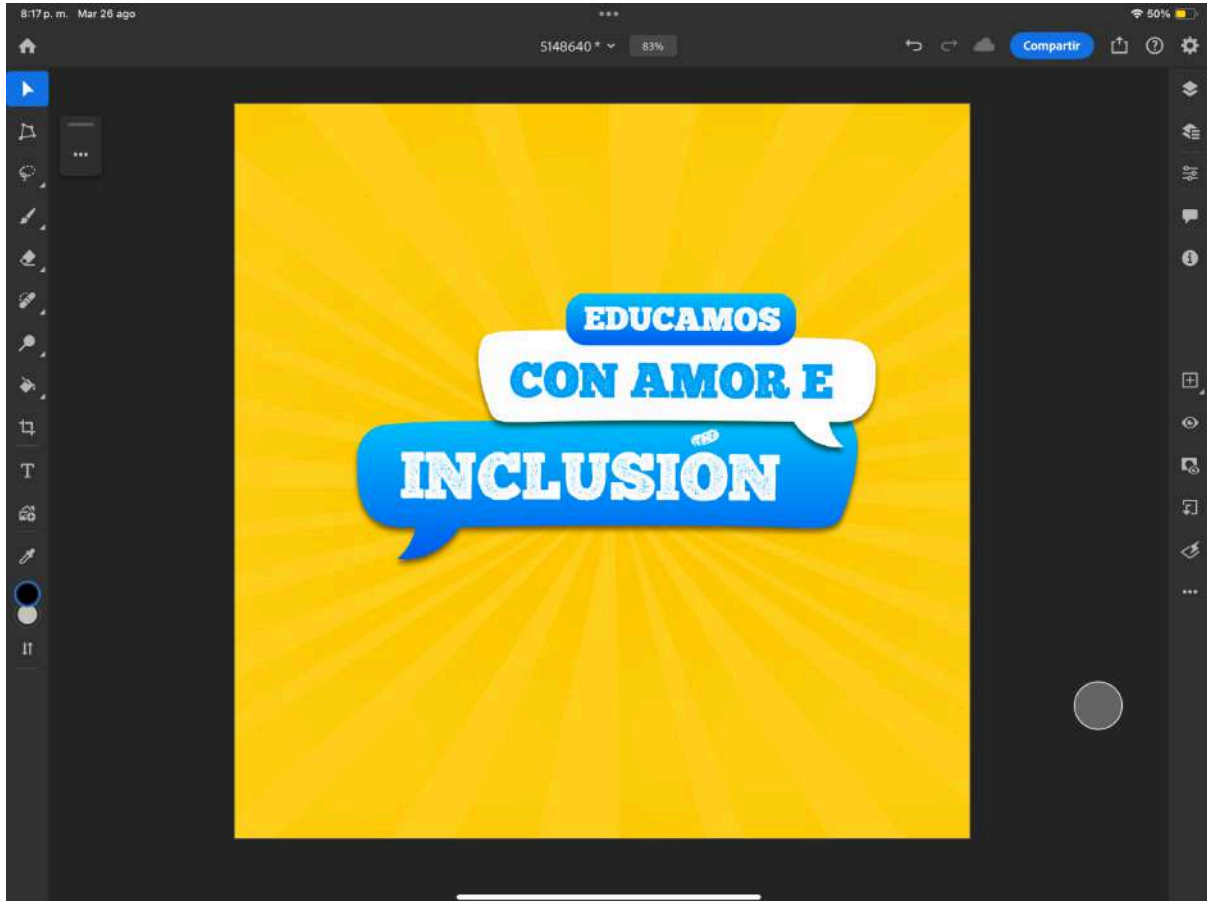 8:17 p. m. Mar 26 ago
50%
5148640 *
83%
Compartir
EDUCAMOS
CON AMOR E
INCLUSIÓN
T